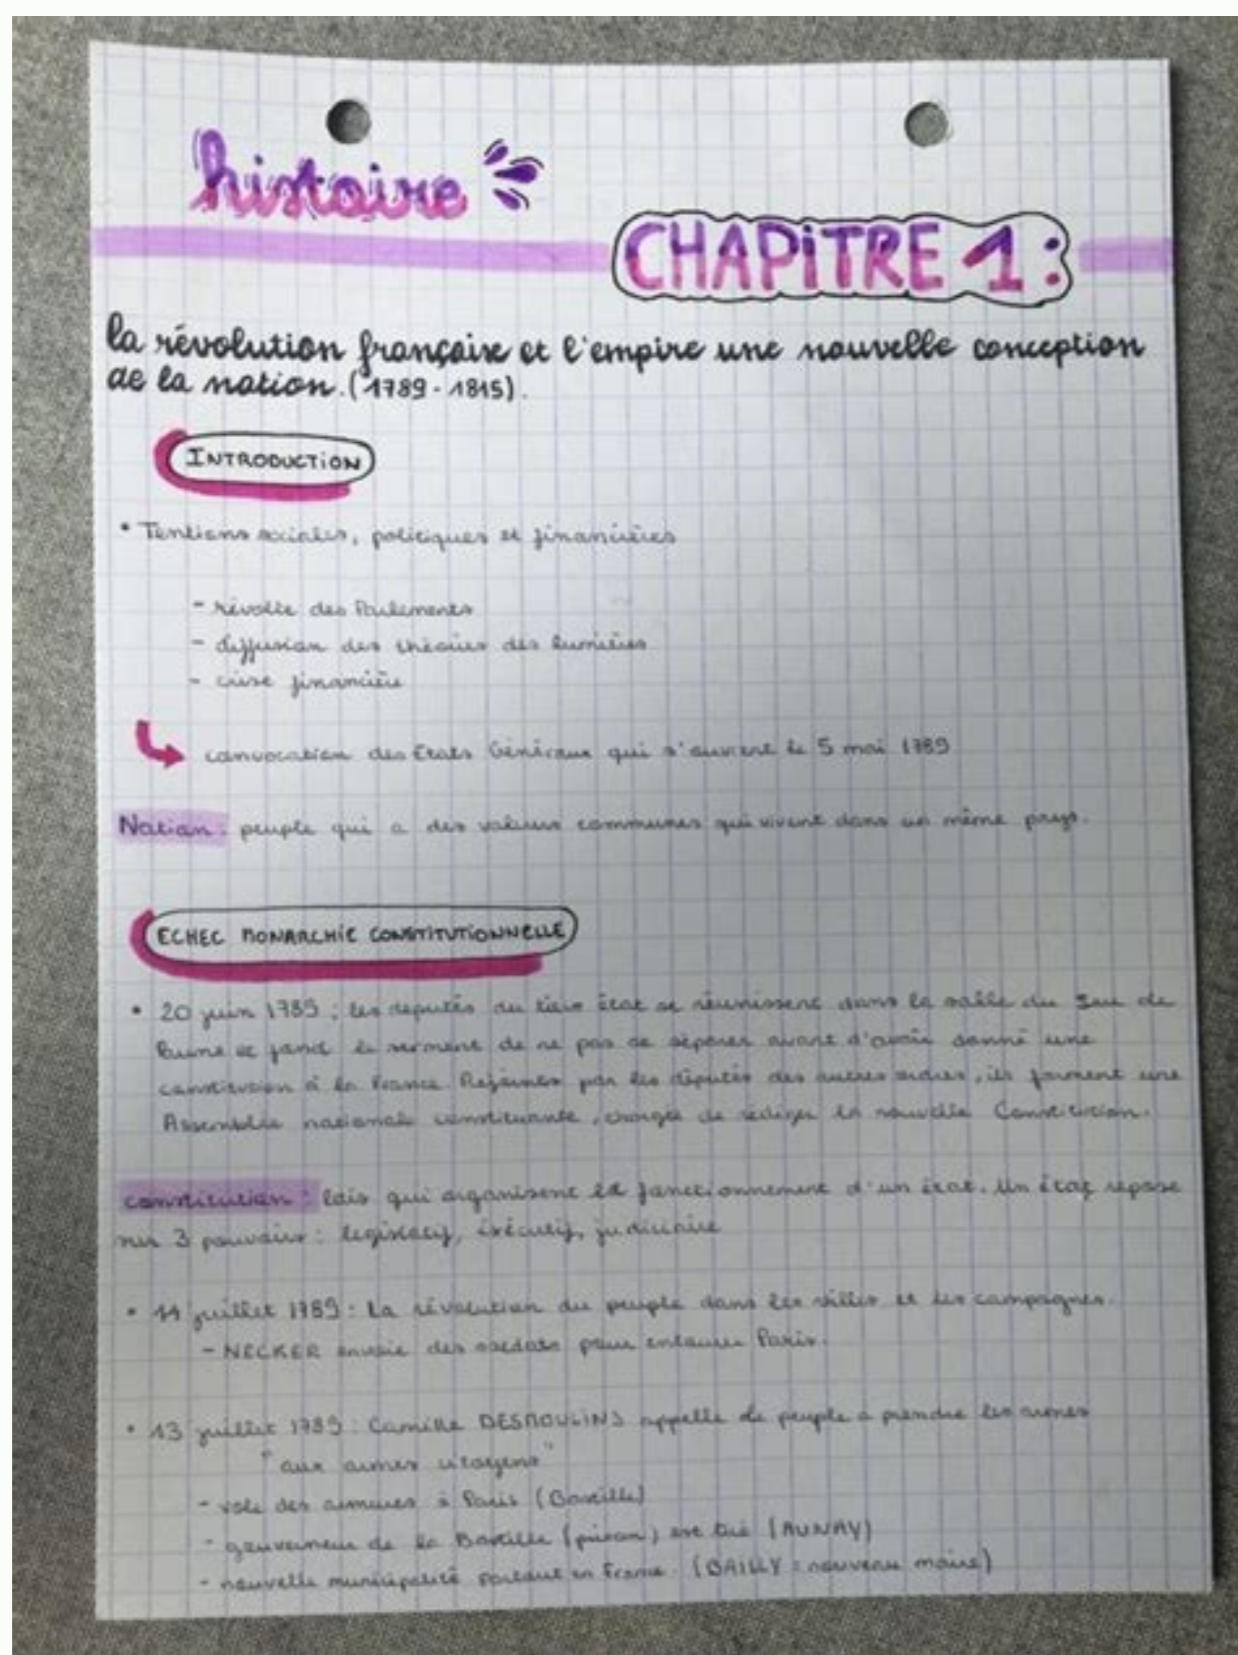 histoire
CHAPiTRE 1 :
la révolution française et l'empire une nouvelle conception
de la nation. (1789 - 1815).
INTRODUCTiON
• Tentions sociales, politiques et financières
- révolte des Parlements
- diffusion des théories des lumières
- crise financière
convocation des Etats Généraux qui s'ouvrent le 5 mai 1789
Nation : peuple qui a des valeurs communes qui vivent dans un même pays.
ECHEC MONARCHiE CONSTiTUTiONNELLE
• 20 juin 1789 : les députés du tiers état se réunissent dans la salle du Jeu de
Paume et font le serment de ne pas se séparer avant d'avoir donné une
constitution à la France. Rejoints par les députés des autres ordres, ils forment une
Assemblée national constituante, chargée de rédiger la nouvelle Constitution.
constitution : lois qui organisent le fonctionnement d'un état. Un état repose
sur 3 pouvoirs : législatif, exécutif, judiciaire
• juillet 1789 : La révolution du peuple dans les villes et les campagnes.
- NECKER envoie des soldats pour entourer Paris.
• 13 juillet 1789 : Camille DESMOULiNS appelle le peuple a prendre les armes
" aux armes citoyens"
- vole des armures à Paris (Bastille)
- gouverneur de la Bastille (prison) est tué (AUNAY)
- nouvelle municipalité partout en France. (BAiLLY = nouveau maire)